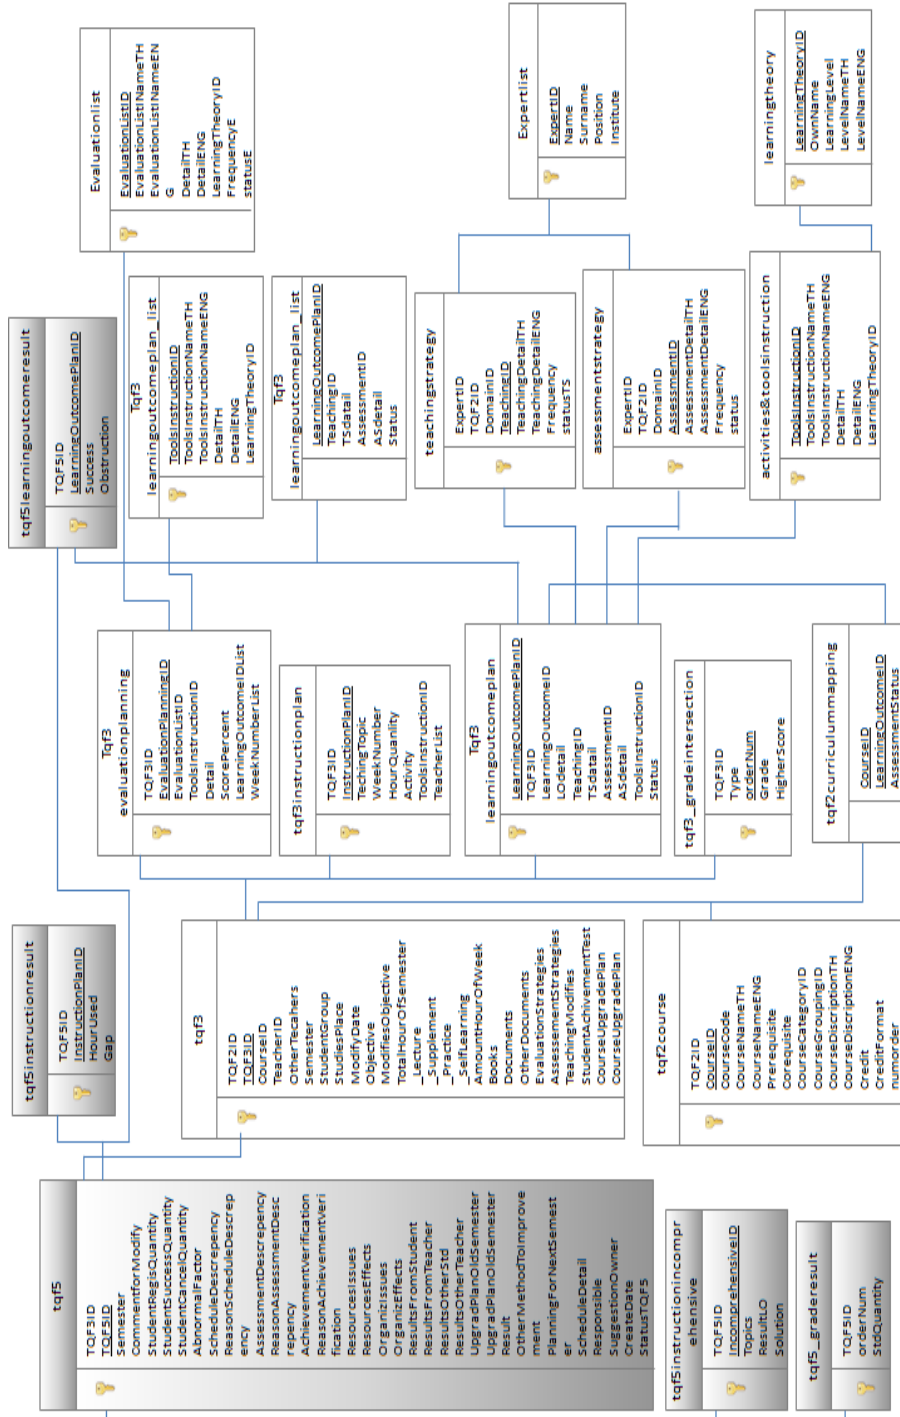 tqf5
TQF3ID
TQF5ID
Semester
CommentforModify
StudentRegisQuantity
StudentSuccessQuantity
StudentCancelQuantity
AbnormalFactor
ScheduleDescrepency
ReasonScheduleDescrep
ency
AssessmentDescrepency
ReasonAssessmentDesc
repency
AchievementVerification
ReasonAchievementVeri
fication
ResourcesIssues
ResourcesEffects
OrganizIssues
OrganizEffects
ResultsFromStudent
ResultsFromTeacher
ResultsOtherStd
ResultsOtherTeacher
UpgradPlanOldSemester
UpgradPlanOldSemester
Result
OtherMethodToImprove
ment
PlanningForNextSemest
er
ScheduleDetail
Responsible
SuggestionOwner
CreateDate
StatusTQF5
tqf5instructionincompr
ehensive
TQF5ID
IncomprehensiveID
Topics
ResultLO
Solution
tqf5_graderesult
TQF5ID
orderNum
StdQuantity
tqf5instructionresult
TQF5ID
InstructionPlanID
HourUsed
Gap
tqf3
TQF2ID
TQF3ID
CourseID
TeacherID
OtherTecahers
Semester
StudentGroup
StudiesPlace
ModifyDate
Objective
ModifiesObjective
TotalHourOfSemester
_Lecture
_Supplement
_Practice
_SeifLearning
AmountHourOfWeek
Books
Documents
OtherDocuments
EvaluationStrategies
AssessementStrategies
TeachingModifies
StudentAchivementTest
CourseUpgradePlan
CourseUpgradePlan
tqf2course
TQF2ID
CourseID
CourseCode
CourseNameTH
CourseNameENG
Prerequisite
Corequisite
CourseCategoryID
CourseGroupingID
CourseDiscriptionTH
CourseDiscriptionENG
Credit
CreditFormat
numorder
tqf5learningoutcomeresult
TQF5ID
LearningOutcomePlanID
Success
Obstruction
Tqf3
evaluationplanning
TQF3ID
EvaluationPlanningID
EvaluationListID
ToolsInstructionID
Detail
ScorePercent
LearningOutcomeIDList
WeekNumberList
tqf3instructionplan
TQF3ID
InstructionPlanID
TechingTopic
WeekNumber
HourQuanlity
Activity
ToolsInstructionID
TeacherList
Tqf3
learningoutcomeplan
LearningOutcomePlanID
TQF3ID
LearningOutcomeID
LOdetail
TeachingID
TSdatail
AssessmentID
ASdetail
ToolsInstructionID
Status
tqf3_gradeintersection
TQF3ID
Type
orderNum
Grade
HigherScore
tqf2curriculummapping
CourseID
LearningOutcomeID
AssessmentStatus
Evaluationlist
EvaluationListID
EvaluationListINameTH
EvaluationListINameEN
G
DetailTH
DetailENG
LearningTheoryID
FrequencyE
statusE
Tqf3
learningoutcomeplan_list
ToolsInstructionID
ToolsInstructionNameTH
ToolsInstructionNameENG
DetailTH
DetailENG
LearningTheoryID
Tqf3
learningoutcomeplan_list
LearningOutcomePlanID
TeachingID
TSdatail
AssessmentID
ASdetail
Status
teachingstrategy
ExpertID
TQF2ID
DomainID
TeachingID
TeachingDetailTH
TeachingDetailENG
Frequency
statusTS
assessmentstrategy
ExpertID
TQF2ID
DomainID
AssessmentID
AssessmentDetailTH
AssessmentDetailENG
Frequency
status
activities&toolsinstruction
ToolsInstructionID
ToolsInstructionNameTH
ToolsInstructionNameENG
DetailTH
DetailENG
LearningTheoryID
Expertlist
ExpertID
Name
Surname
Position
Institute
learningtheory
LearningTheoryID
OwnName
LearningLevel
LevelNameTH
LevelNameENG